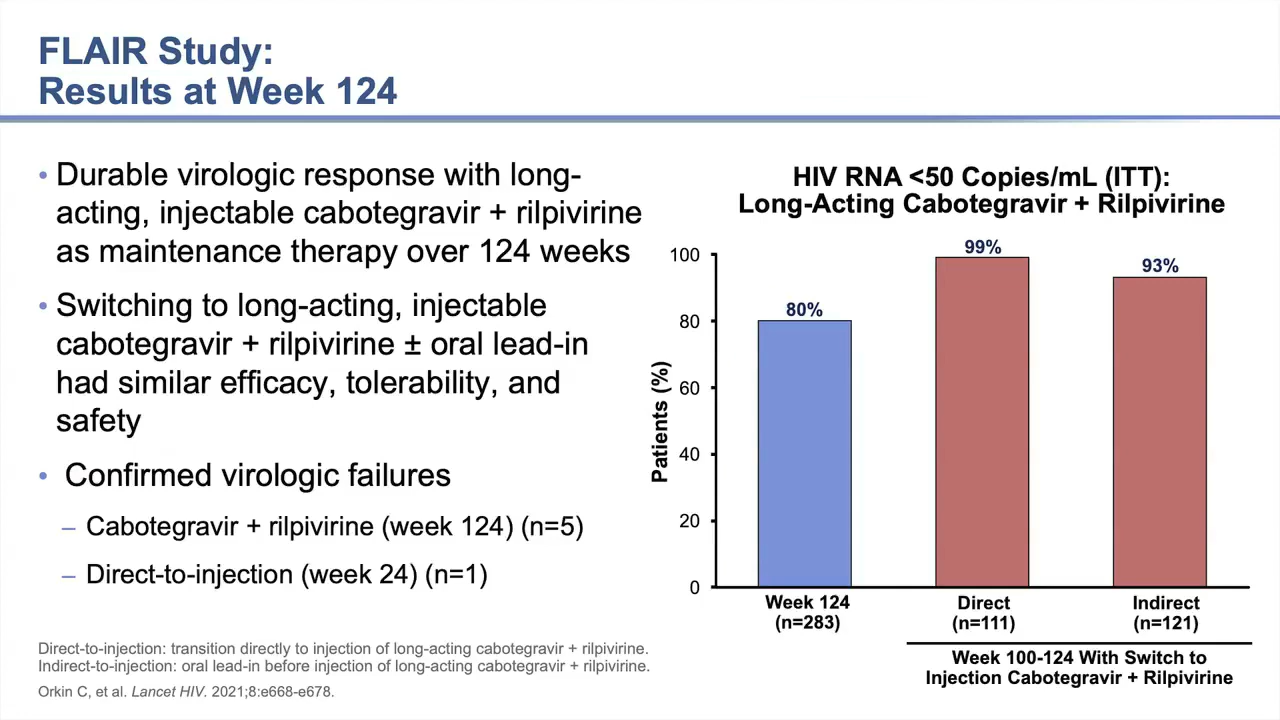 FLAIR Study:
Results at Week 124
• Durable virologic response with long-
acting, injectable cabotegravir + rilpivirine
as maintenance therapy over 124 weeks
• Switching to long-acting, injectable
cabotegravir + rilpivirine ± oral lead-in
had similar efficacy, tolerability, and
safety
• Confirmed virologic failures
– Cabotegravir + rilpivirine (week 124) (n=5)
– Direct-to-injection (week 24) (n=1)
Direct-to-injection: transition directly to injection of long-acting cabotegravir + rilpivirine.
Indirect-to-injection: oral lead-in before injection of long-acting cabotegravir + rilpivirine.
Orkin C, et al. Lancet HIV. 2021;8:e668-e678.
HIV RNA <50 Copies/mL (ITT):
Long-Acting Cabotegravir + Rilpivirine
Patients (%)
100
80
60
40
20
0
80%
99%
93%
Week 124
(n=283)
Direct
(n=111)
Indirect
(n=121)
Week 100-124 With Switch to
Injection Cabotegravir + Rilpivirine